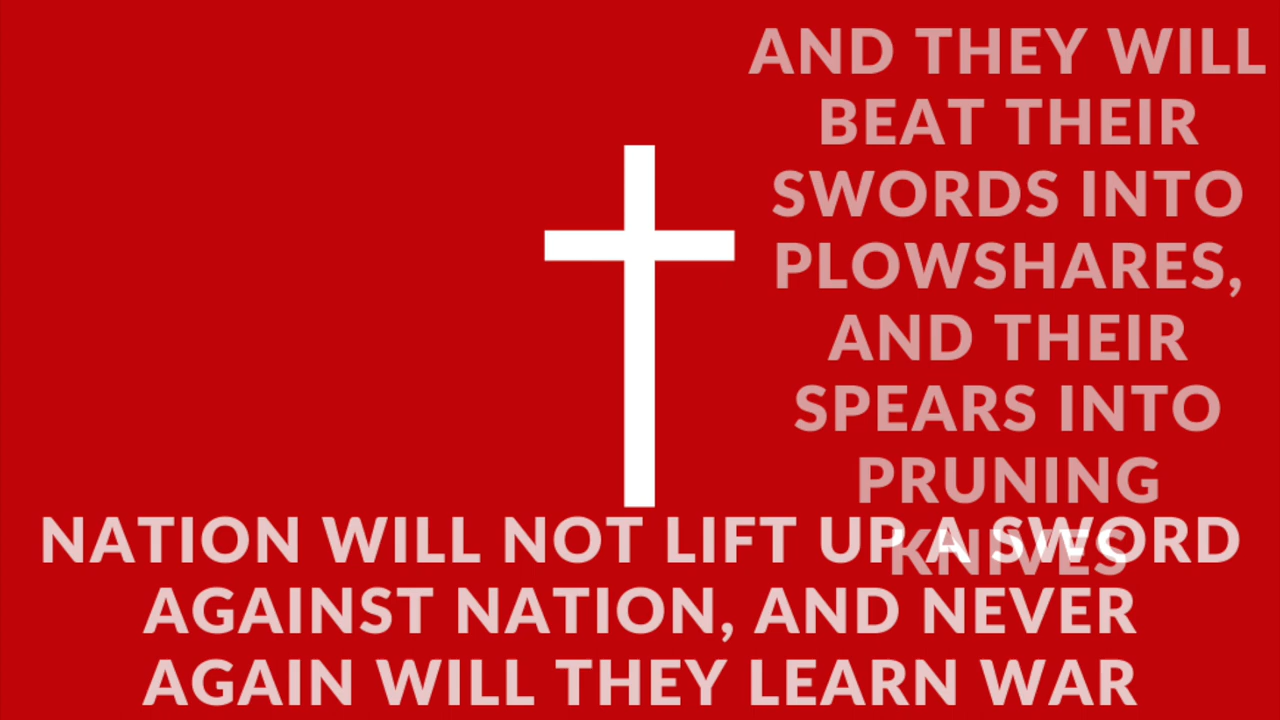 AND THEY WILL
BEAT THEIR
SWORDS INTO
PLOWSHARES,
AND THEIR
SPEARS INTO
PRUNING
KNIVES
NATION WILL NOT LIFT UP A SWORD
AGAINST NATION, AND NEVER
AGAIN WILL THEY LEARN WAR